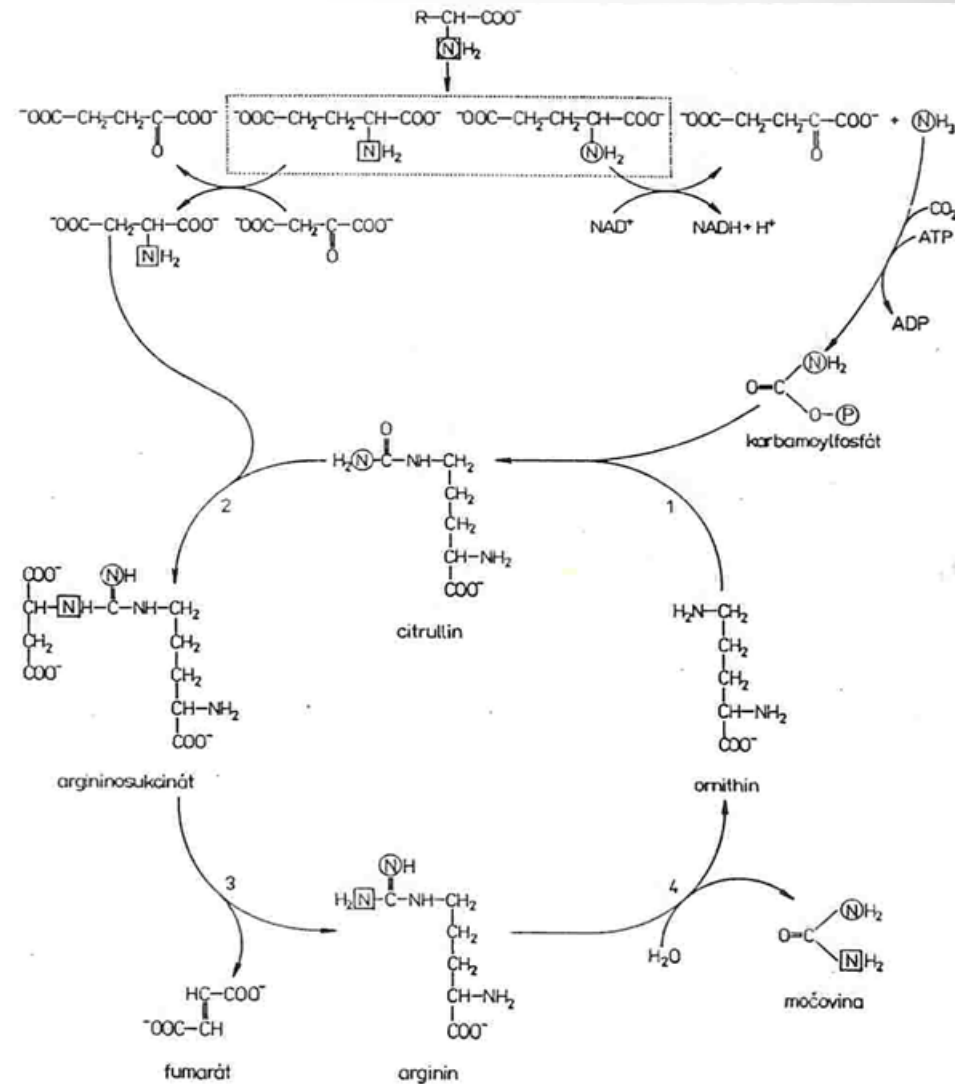 R—CH—COO⁻
NH₂
⁻OOC—CH₂—CH₂—C—COO⁻
O
⁻OOC—CH₂—CH₂—CH—COO⁻
NH₂
⁻OOC—CH₂—CH₂—CH—COO⁻
NH₂
⁻OOC—CH₂—CH₂—C—COO⁻ + NH₃
O
⁻OOC—CH₂—CH—COO⁻
NH₂
⁻OOC—CH₂—C—COO⁻
O
NAD⁺
NADH + H⁺
CO₂
ATP
ADP
NH₂
O=C
O—P
karbamoylfosfát
O
H₂N—C—NH—CH₂
CH₂
CH₂
CH—NH₂
COO⁻
citrullin
1
2
COO⁻
NH
CH—NH—C—NH—CH₂
CH₂
CH₂
COO⁻
CH₂
CH—NH₂
COO⁻
argininosukcinát
H₂N—CH₂
CH₂
CH₂
CH—NH₂
COO⁻
ornithin
3
HC—COO⁻
⁻OOC—CH
fumarát
NH
H₂N—C—NH—CH₂
CH₂
CH₂
CH—NH₂
COO⁻
arginin
4
H₂O
NH₂
O=C
NH₂
močovina